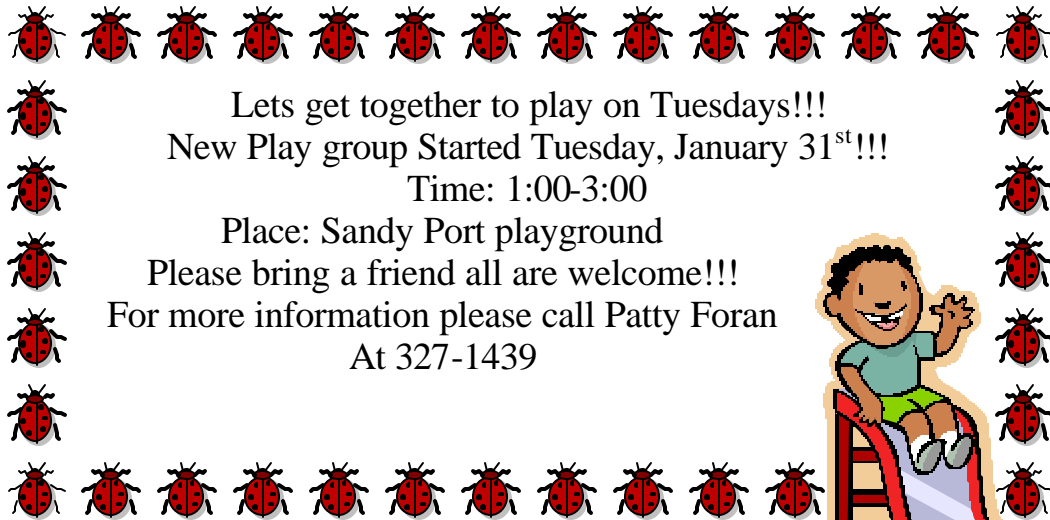 Lets get together to play on Tuesdays!!!
New Play group Started Tuesday, January 31st!!!
Time: 1:00-3:00
Place: Sandy Port playground
Please bring a friend all are welcome!!!
For more information please call Patty Foran
At 327-1439